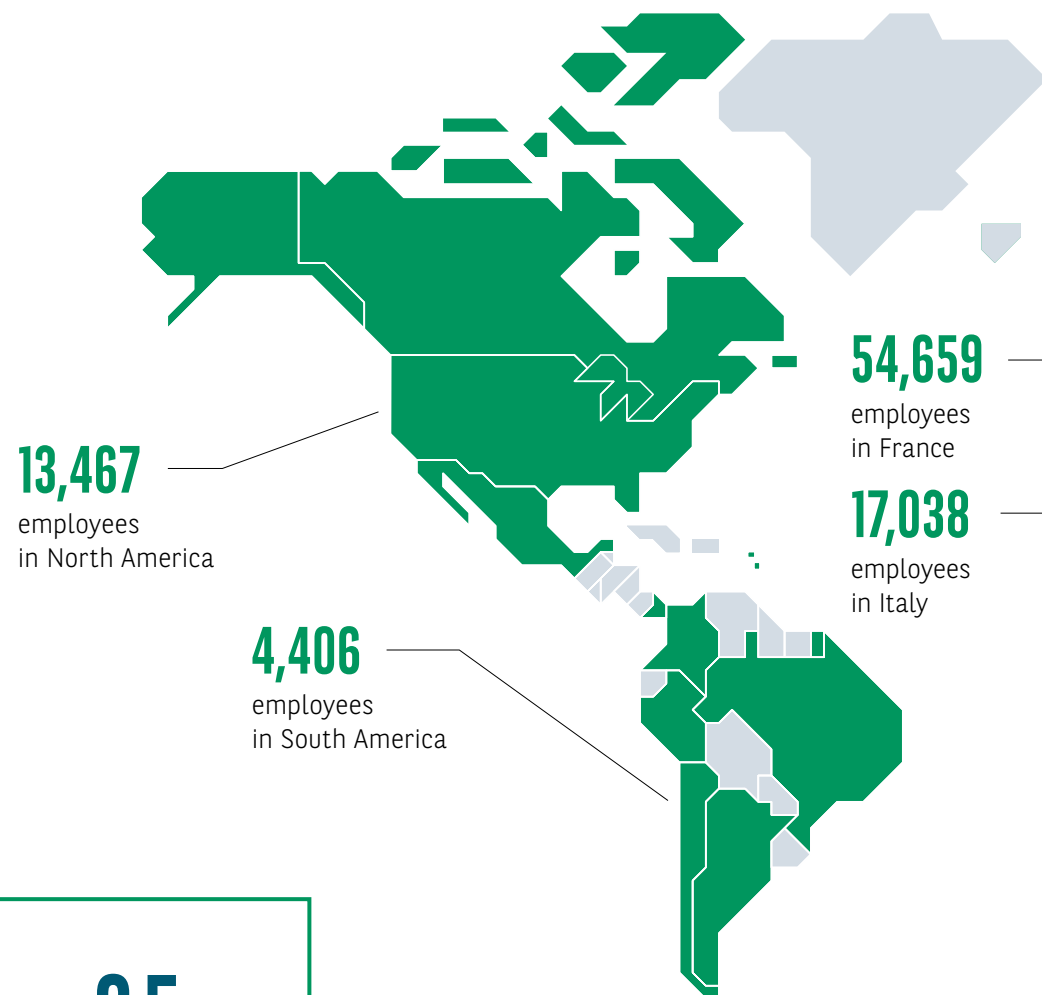 54,659
employees
in France
13,467
employees
in North America
17,038
employees
in Italy
4,406
employees
in South America